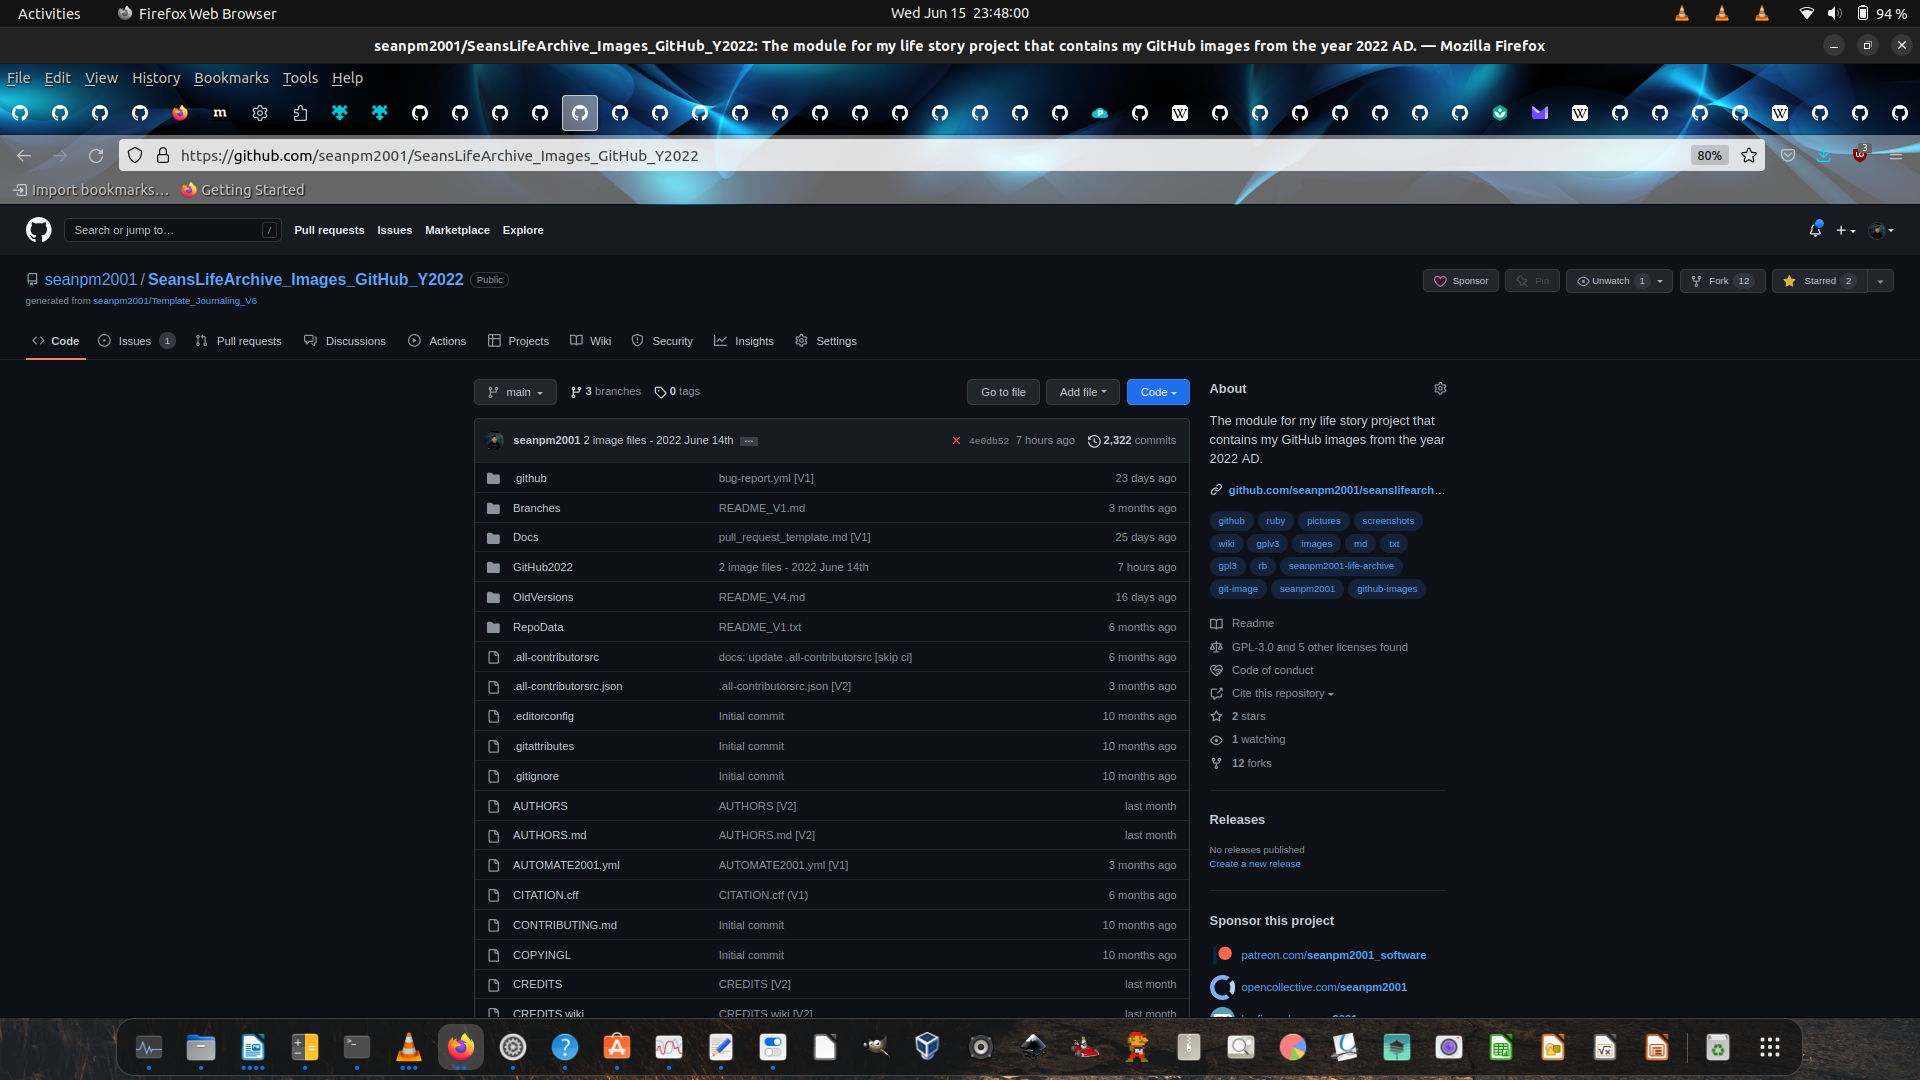 Activities Firefox Web Browser Wed Jun 15 23:48:00 94 %
seanpm2001/SeansLifeArchive_Images_GitHub_Y2022: The module for my life story project that contains my GitHub images from the year 2022 AD. — Mozilla Firefox
File Edit View History Bookmarks Tools Help
https://github.com/seanpm2001/SeansLifeArchive_Images_GitHub_Y2022 80% 3
Import bookmarks… Getting Started
Search or jump to… / Pull requests Issues Marketplace Explore
seanpm2001 / SeansLifeArchive_Images_GitHub_Y2022 Public Sponsor Pin Unwatch 1 Fork 12 Starred 2
generated from seanpm2001/Template_Journaling_V6
Code Issues 1 Pull requests Discussions Actions Projects Wiki Security Insights Settings
main 3 branches 0 tags Go to file Add file Code
seanpm2001 2 image files - 2022 June 14th ... 4e0db52 7 hours ago 2,322 commits
.github bug-report.yml [V1] 23 days ago
Branches README_V1.md 3 months ago
Docs pull_request_template.md [V1] 25 days ago
GitHub2022 2 image files - 2022 June 14th 7 hours ago
OldVersions README_V4.md 16 days ago
RepoData README_V1.txt 6 months ago
.all-contributorsrc docs: update .all-contributorsrc [skip ci] 6 months ago
.all-contributorsrc.json .all-contributorsrc.json [V2] 3 months ago
.editorconfig Initial commit 10 months ago
.gitattributes Initial commit 10 months ago
.gitignore Initial commit 10 months ago
AUTHORS AUTHORS [V2] last month
AUTHORS.md AUTHORS.md [V2] last month
AUTOMATE2001.yml AUTOMATE2001.yml [V1] 3 months ago
CITATION.cff CITATION.cff (V1) 6 months ago
CONTRIBUTING.md Initial commit 10 months ago
COPYINGL Initial commit 10 months ago
CREDITS CREDITS [V2] last month
CREDITS.wiki CREDITS.wiki [V2] last month
About
The module for my life story project that
contains my GitHub images from the year
2022 AD.
github.com/seanpm2001/seanslifearch…
github ruby pictures screenshots
wiki gplv3 images md txt
gpl3 rb seanpm2001-life-archive
git-image seanpm2001 github-images
Readme
GPL-3.0 and 5 other licenses found
Code of conduct
Cite this repository
2 stars
1 watching
12 forks
Releases
No releases published
Create a new release
Sponsor this project
patreon.com/seanpm2001_software
opencollective.com/seanpm2001